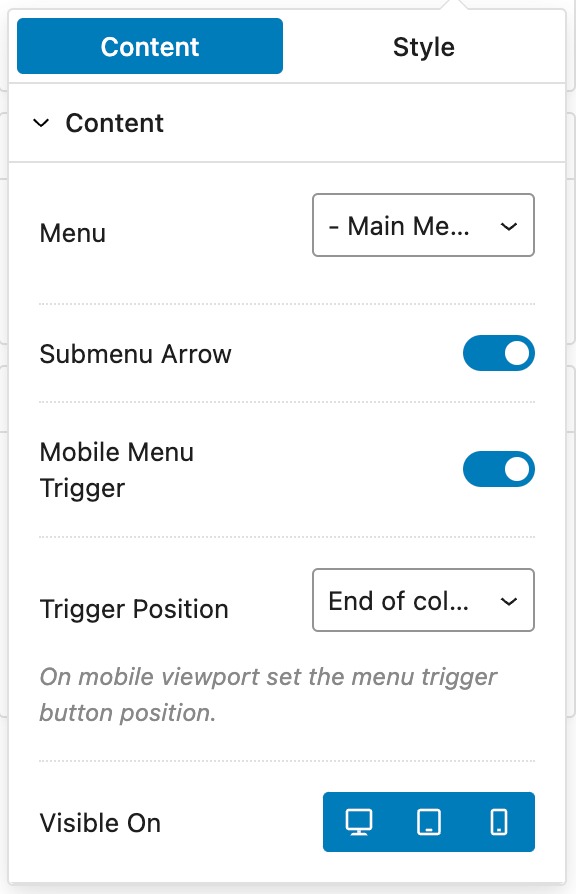 Content
Style
Content
Menu
- Main Me...
Submenu Arrow
Mobile Menu
Trigger
Trigger Position
End of col...
On mobile viewport set the menu trigger
button position.
Visible On